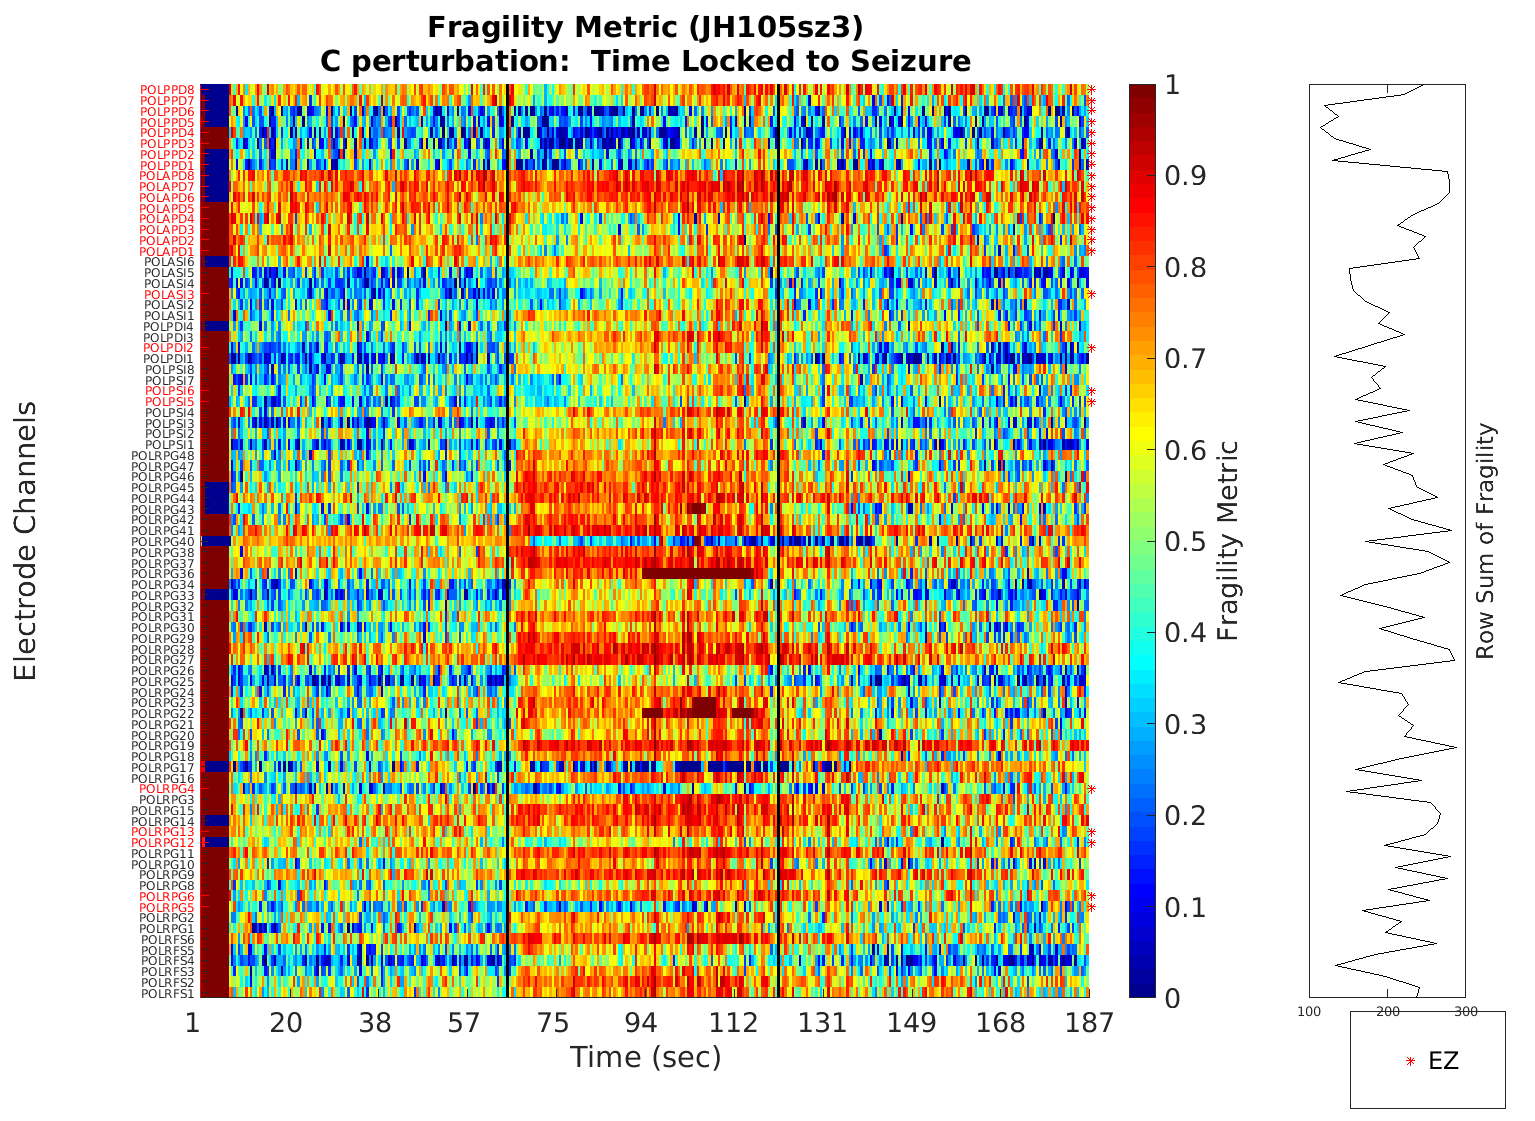 Fragility Metric (JH105sz3)
C perturbation:  Time Locked to Seizure
Electrode Channels
POLPPD8
POLPPD7
POLPPD6
POLPPD5
POLPPD4
POLPPD3
POLPPD2
POLPPD1
POLAPD8
POLAPD7
POLAPD6
POLAPD5
POLAPD4
POLAPD3
POLAPD2
POLAPD1
POLASI6
POLASI5
POLASI4
POLASI3
POLASI2
POLASI1
POLPDI4
POLPDI3
POLPDI2
POLPDI1
POLPSI8
POLPSI7
POLPSI6
POLPSI5
POLPSI4
POLPSI3
POLPSI2
POLPSI1
POLRPG48
POLRPG47
POLRPG46
POLRPG45
POLRPG44
POLRPG43
POLRPG42
POLRPG41
POLRPG40
POLRPG38
POLRPG37
POLRPG36
POLRPG34
POLRPG33
POLRPG32
POLRPG31
POLRPG30
POLRPG29
POLRPG28
POLRPG27
POLRPG26
POLRPG25
POLRPG24
POLRPG23
POLRPG22
POLRPG21
POLRPG20
POLRPG19
POLRPG18
POLRPG17
POLRPG16
POLRPG4
POLRPG3
POLRPG15
POLRPG14
POLRPG13
POLRPG12
POLRPG11
POLRPG10
POLRPG9
POLRPG8
POLRPG6
POLRPG5
POLRPG2
POLRPG1
POLRFS6
POLRFS5
POLRFS4
POLRFS3
POLRFS2
POLRFS1
1 20 38 57 75 94 112 131 149 168 187
Time (sec)
1
0.9
0.8
0.7
0.6
0.5
0.4
0.3
0.2
0.1
0
Fragility Metric
100 200 300
Row Sum of Fragility
EZ